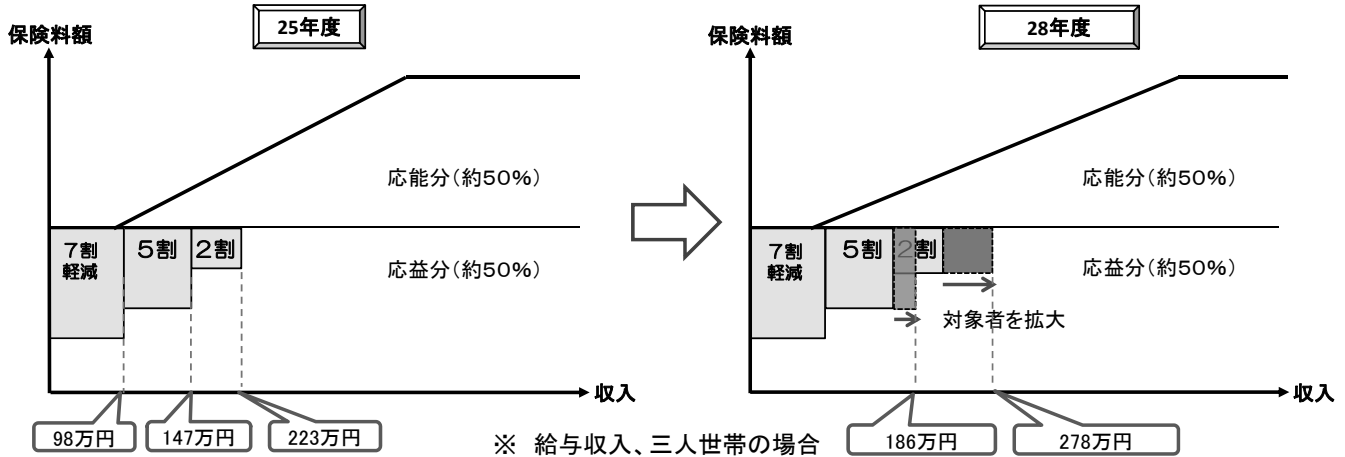 25年度
保険料額
応能分(約50%)
7割
軽減
5割
2割
応益分(約50%)
収入
98万円
147万円
223万円
28年度
保険料額
応能分(約50%)
7割
軽減
5割
2割
応益分(約50%)
対象者を拡大
収入
186万円
278万円
※ 給与収入、三人世帯の場合